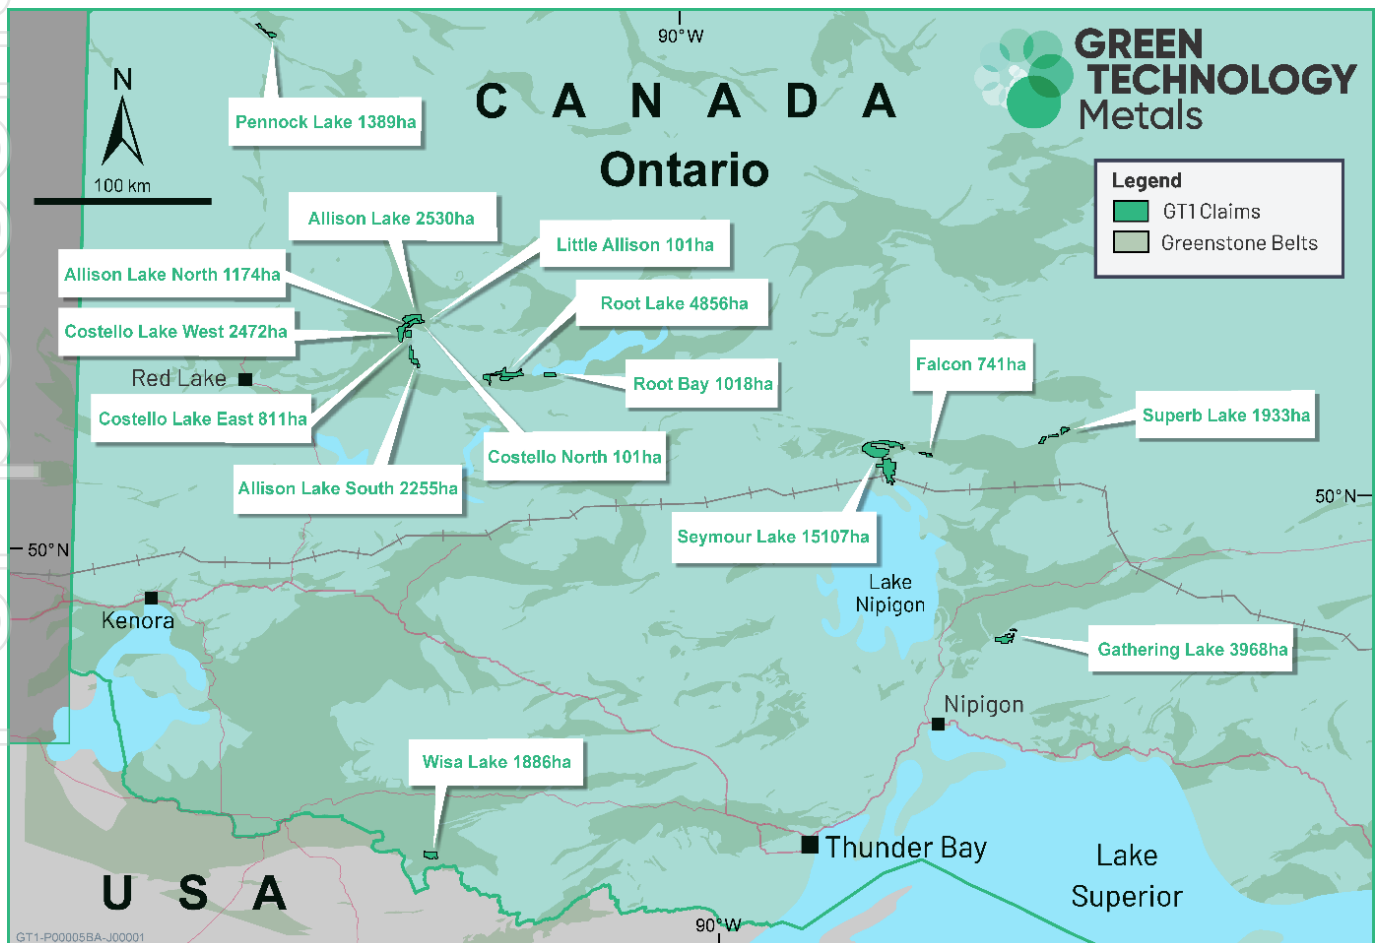 90°W
GREEN
TECHNOLOGY
Metals
N
100 km
CANADA
Ontario
Legend
GT1 Claims
Greenstone Belts
Pennock Lake 1389ha
Allison Lake 2530ha
Little Allison 101ha
Allison Lake North 1174ha
Root Lake 4856ha
Costello Lake West 2472ha
Red Lake
Root Bay 1018ha
Falcon 741ha
Costello Lake East 811ha
Superb Lake 1933ha
Costello North 101ha
Allison Lake South 2255ha
50°N
Seymour Lake 15107ha
50°N
Lake
Nipigon
Kenora
Gathering Lake 3968ha
Nipigon
Wisa Lake 1886ha
Thunder Bay
Lake
Superior
USA
90°W
GT1-P00005BA-J00001